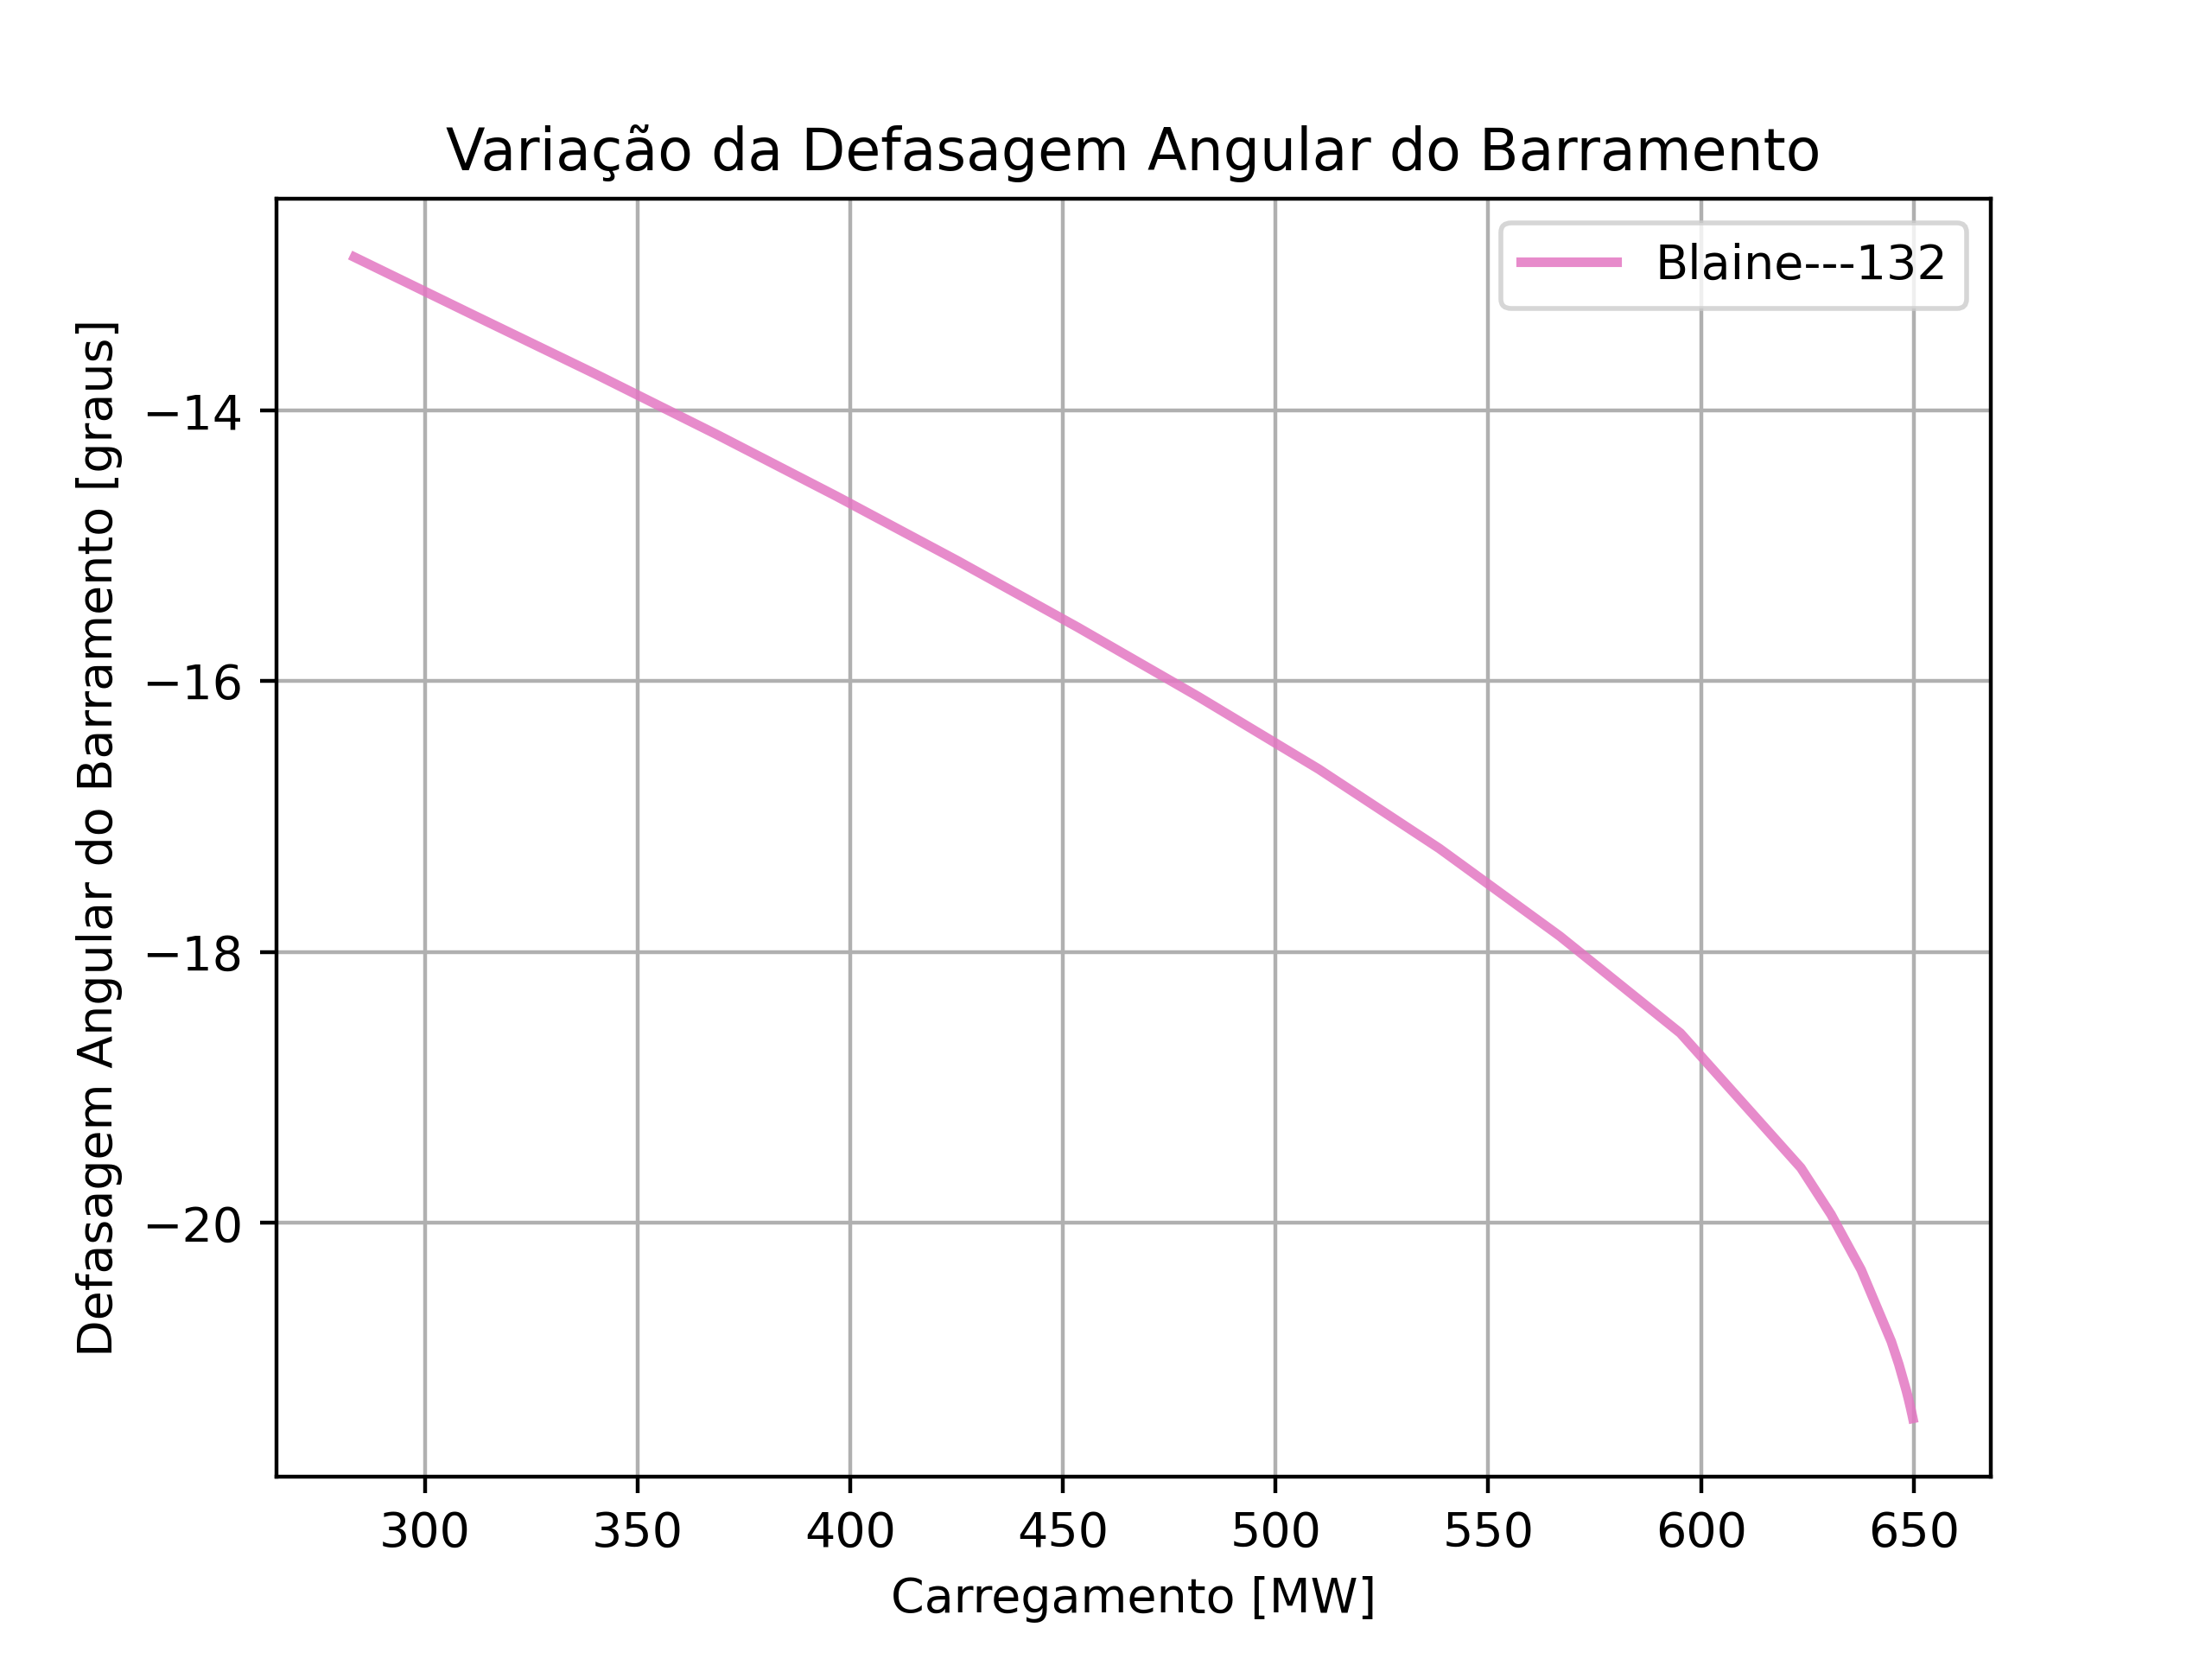 Variação da Defasagem Angular do Barramento
Blaine---132
Defasagem Angular do Barramento [graus]
−14
−16
−18
−20
300 350 400 450 500 550 600 650
Carregamento [MW]